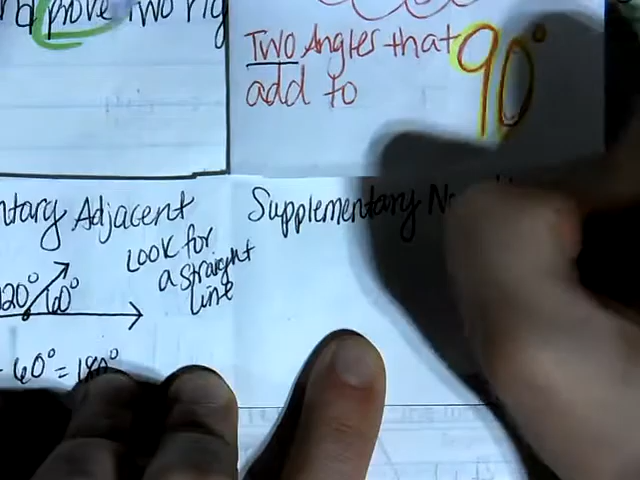 prove Two rig
Two Angles that
add to
90°
ntary Adjacent
Look for
a straight
line
120° 60°
60° = 180°
Supplementary N